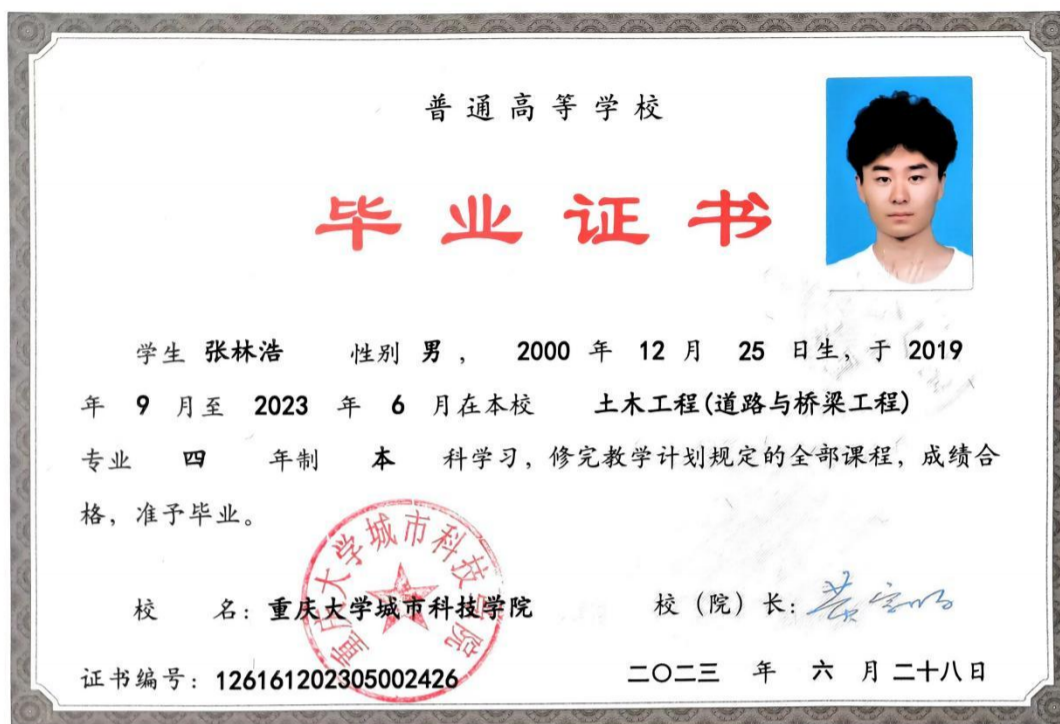 普通高等学校
毕业证书
学生 张林浩 性别 男 ， 2000 年 12 月 25 日生，于 2019
年 9 月至 2023 年 6 月在本校 土木工程(道路与桥梁工程)
专业 四 年制 本 科学习，修完教学计划规定的全部课程，成绩合
格，准予毕业。
重庆大学城市科技学院
校 名：重庆大学城市科技学院 校（院）长：
证书编号：126161202305002426 二〇二三 年 六 月 二十八日